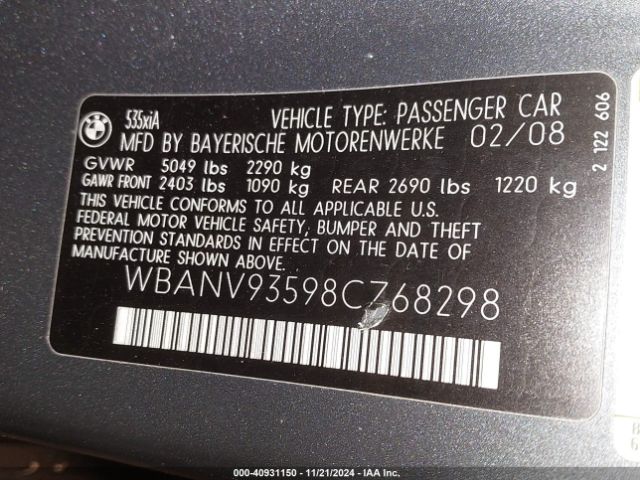 BMW
535xiA
VEHICLE TYPE: PASSENGER CAR
MFD BY BAYERISCHE MOTORENWERKE 02/08
GVWR 5049 lbs 2290 kg
GAWR FRONT 2403 lbs 1090 kg REAR 2690 lbs 1220 kg
THIS VEHICLE CONFORMS TO ALL APPLICABLE U.S.
FEDERAL MOTOR VEHICLE SAFETY, BUMPER AND THEFT
PREVENTION STANDARDS IN EFFECT ON THE DATE OF
MANUFACTURE SHOWN ABOVE.
WBANV93598CZ68298
2 122 606
000-40931150 - 11/21/2024 - IAA Inc.